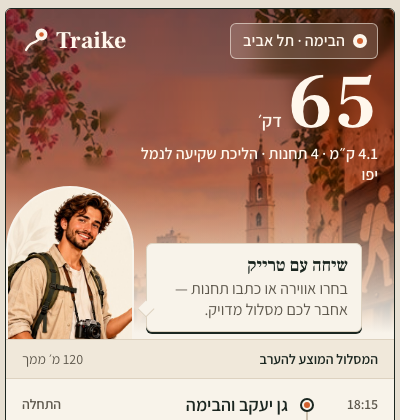 Traike
הבימה · תל אביב
65 דק׳
4.1 ק״מ · 4 תחנות · הליכת שקיעה לנמל
יפו
שיחה עם טרייק
בחרו אווירה או כתבו תחנות —
אחבר לכם מסלול מדויק.
המסלול המוצע להערב
120 מ׳ ממך
18:15 גן יעקב והבימה
התחלה